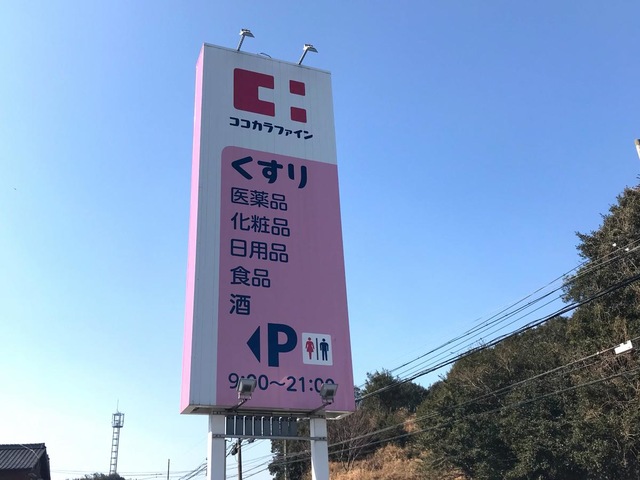 ココカラファイン
くすり
医薬品
化粧品
日用品
食品
酒
P
9:00〜21:00